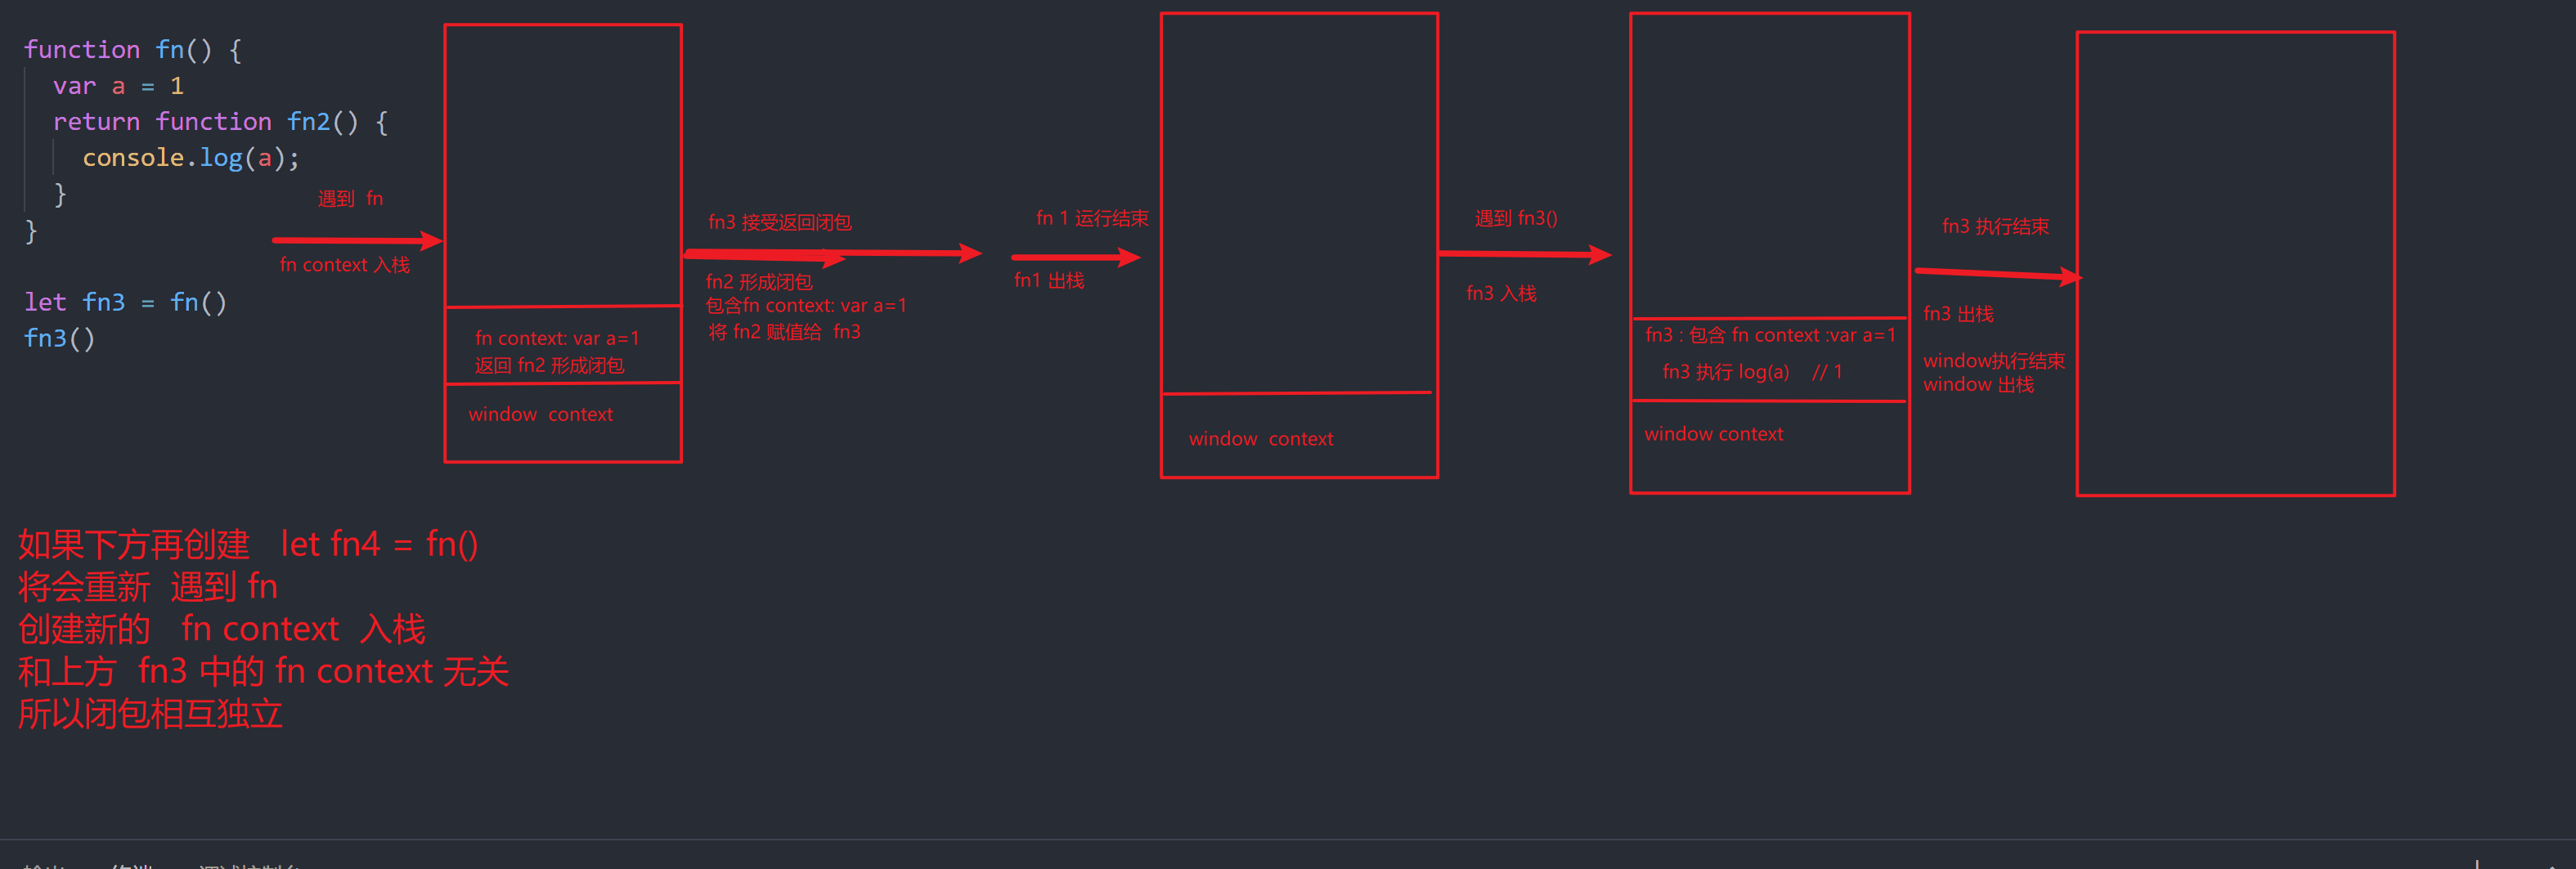 function fn() {
var a = 1
return function fn2() {
console.log(a);
}
}
let fn3 = fn()
fn3()
遇到 fn
fn context 入栈
fn context: var a=1
返回 fn2 形成闭包
window context
fn3 接受返回闭包
fn2 形成闭包
包含fn context: var a=1
将 fn2 赋值给 fn3
fn 1 运行结束
fn1 出栈
window context
遇到 fn3()
fn3 入栈
fn3 : 包含 fn context :var a=1
fn3 执行 log(a) // 1
window context
fn3 执行结束
fn3 出栈
window执行结束
window 出栈
如果下方再创建 let fn4 = fn()
将会重新 遇到 fn
创建新的 fn context 入栈
和上方 fn3 中的 fn context 无关
所以闭包相互独立